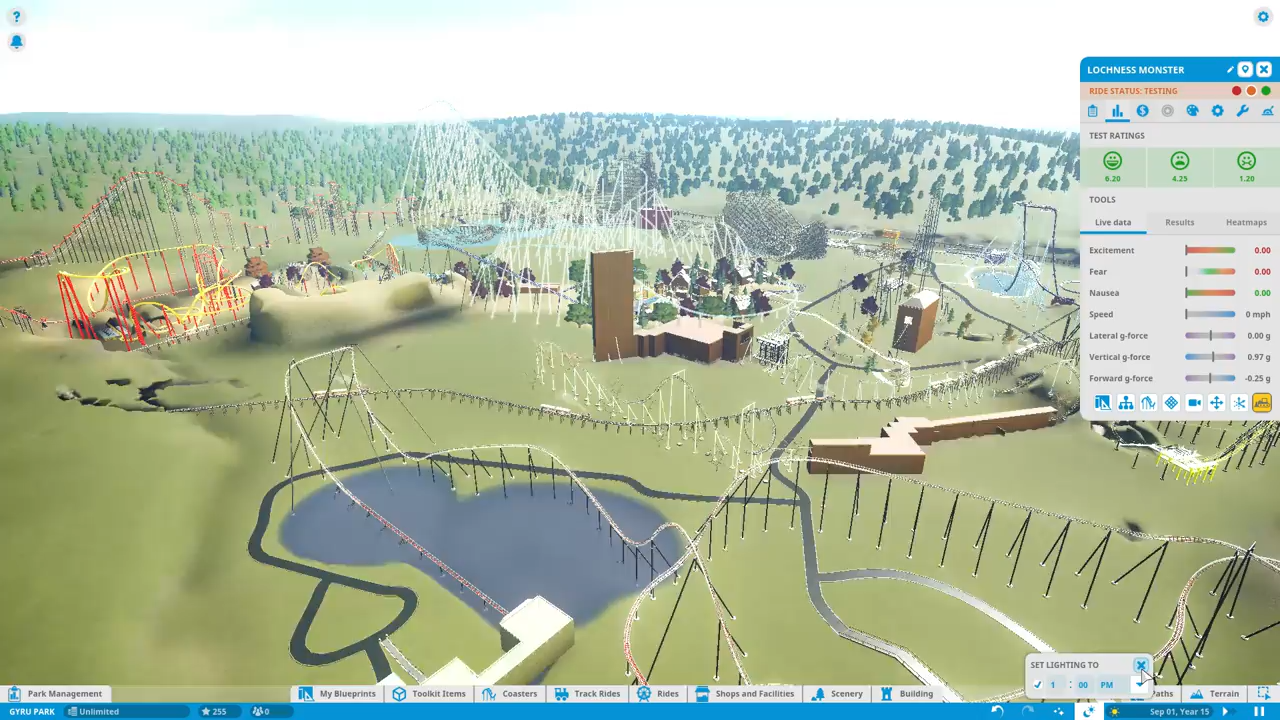 LOCHNESS MONSTER
RIDE STATUS: TESTING
TEST RATINGS
6.20 4.25 1.20
TOOLS
Live data Results Heatmaps
Excitement 0.00
Fear 0.00
Nausea 0.00
Speed 0 mph
Lateral g-force 0.00 g
Vertical g-force 0.97 g
Forward g-force -0.25 g
SET LIGHTING TO
1 : 00 PM
Park Management My Blueprints Toolkit Items Coasters Track Rides Rides Shops and Facilities Scenery Building Paths Terrain
GYRU PARK Unlimited 255 0 Sep 01, Year 15